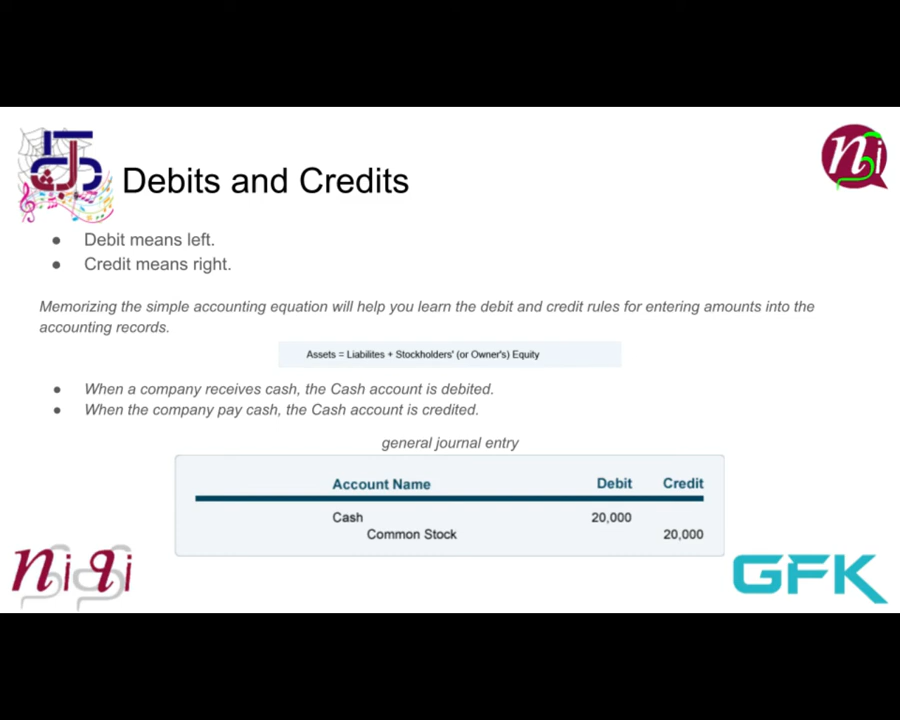 Debits and Credits
● Debit means left.
● Credit means right.
Memorizing the simple accounting equation will help you learn the debit and credit rules for entering amounts into the
accounting records.
Assets = Liabilites + Stockholders' (or Owner's) Equity
● When a company receives cash, the Cash account is debited.
● When the company pay cash, the Cash account is credited.
general journal entry
Account Name Debit Credit
Cash 20,000
Common Stock 20,000
niqi
GFK